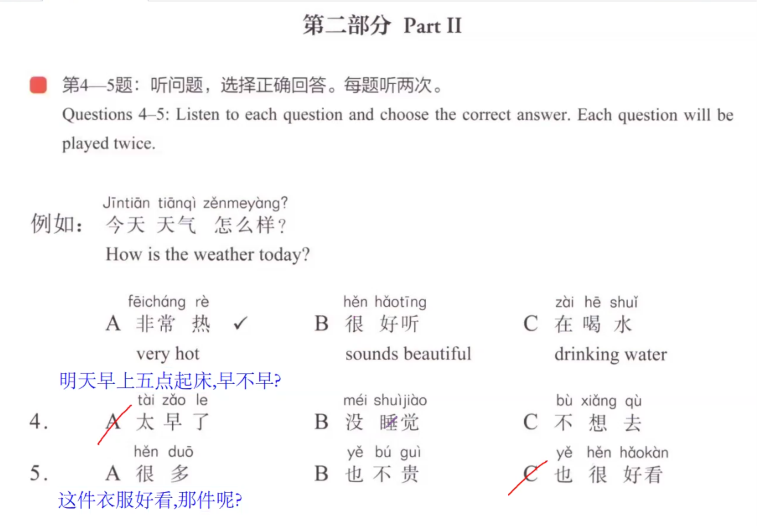 第二部分 Part II
第4—5题：听问题，选择正确回答。每题听两次。
Questions 4–5: Listen to each question and choose the correct answer. Each question will be
played twice.
Jīntiān tiānqì zěnmeyàng?
例如： 今天 天气 怎么样？
How is the weather today?
fēicháng rè hěn hǎotīng zài hē shuǐ
A 非常 热 ✓ B 很 好听 C 在 喝 水
very hot sounds beautiful drinking water
明天早上五点起床,早不早?
tài zǎo le méi shuìjiào bù xiǎng qù
4. A 太 早 了 B 没 睡觉 C 不 想 去
hěn duō yě bú guì yě hěn hǎokàn
5. A 很 多 B 也 不 贵 C 也 很 好看
这件衣服好看,那件呢?